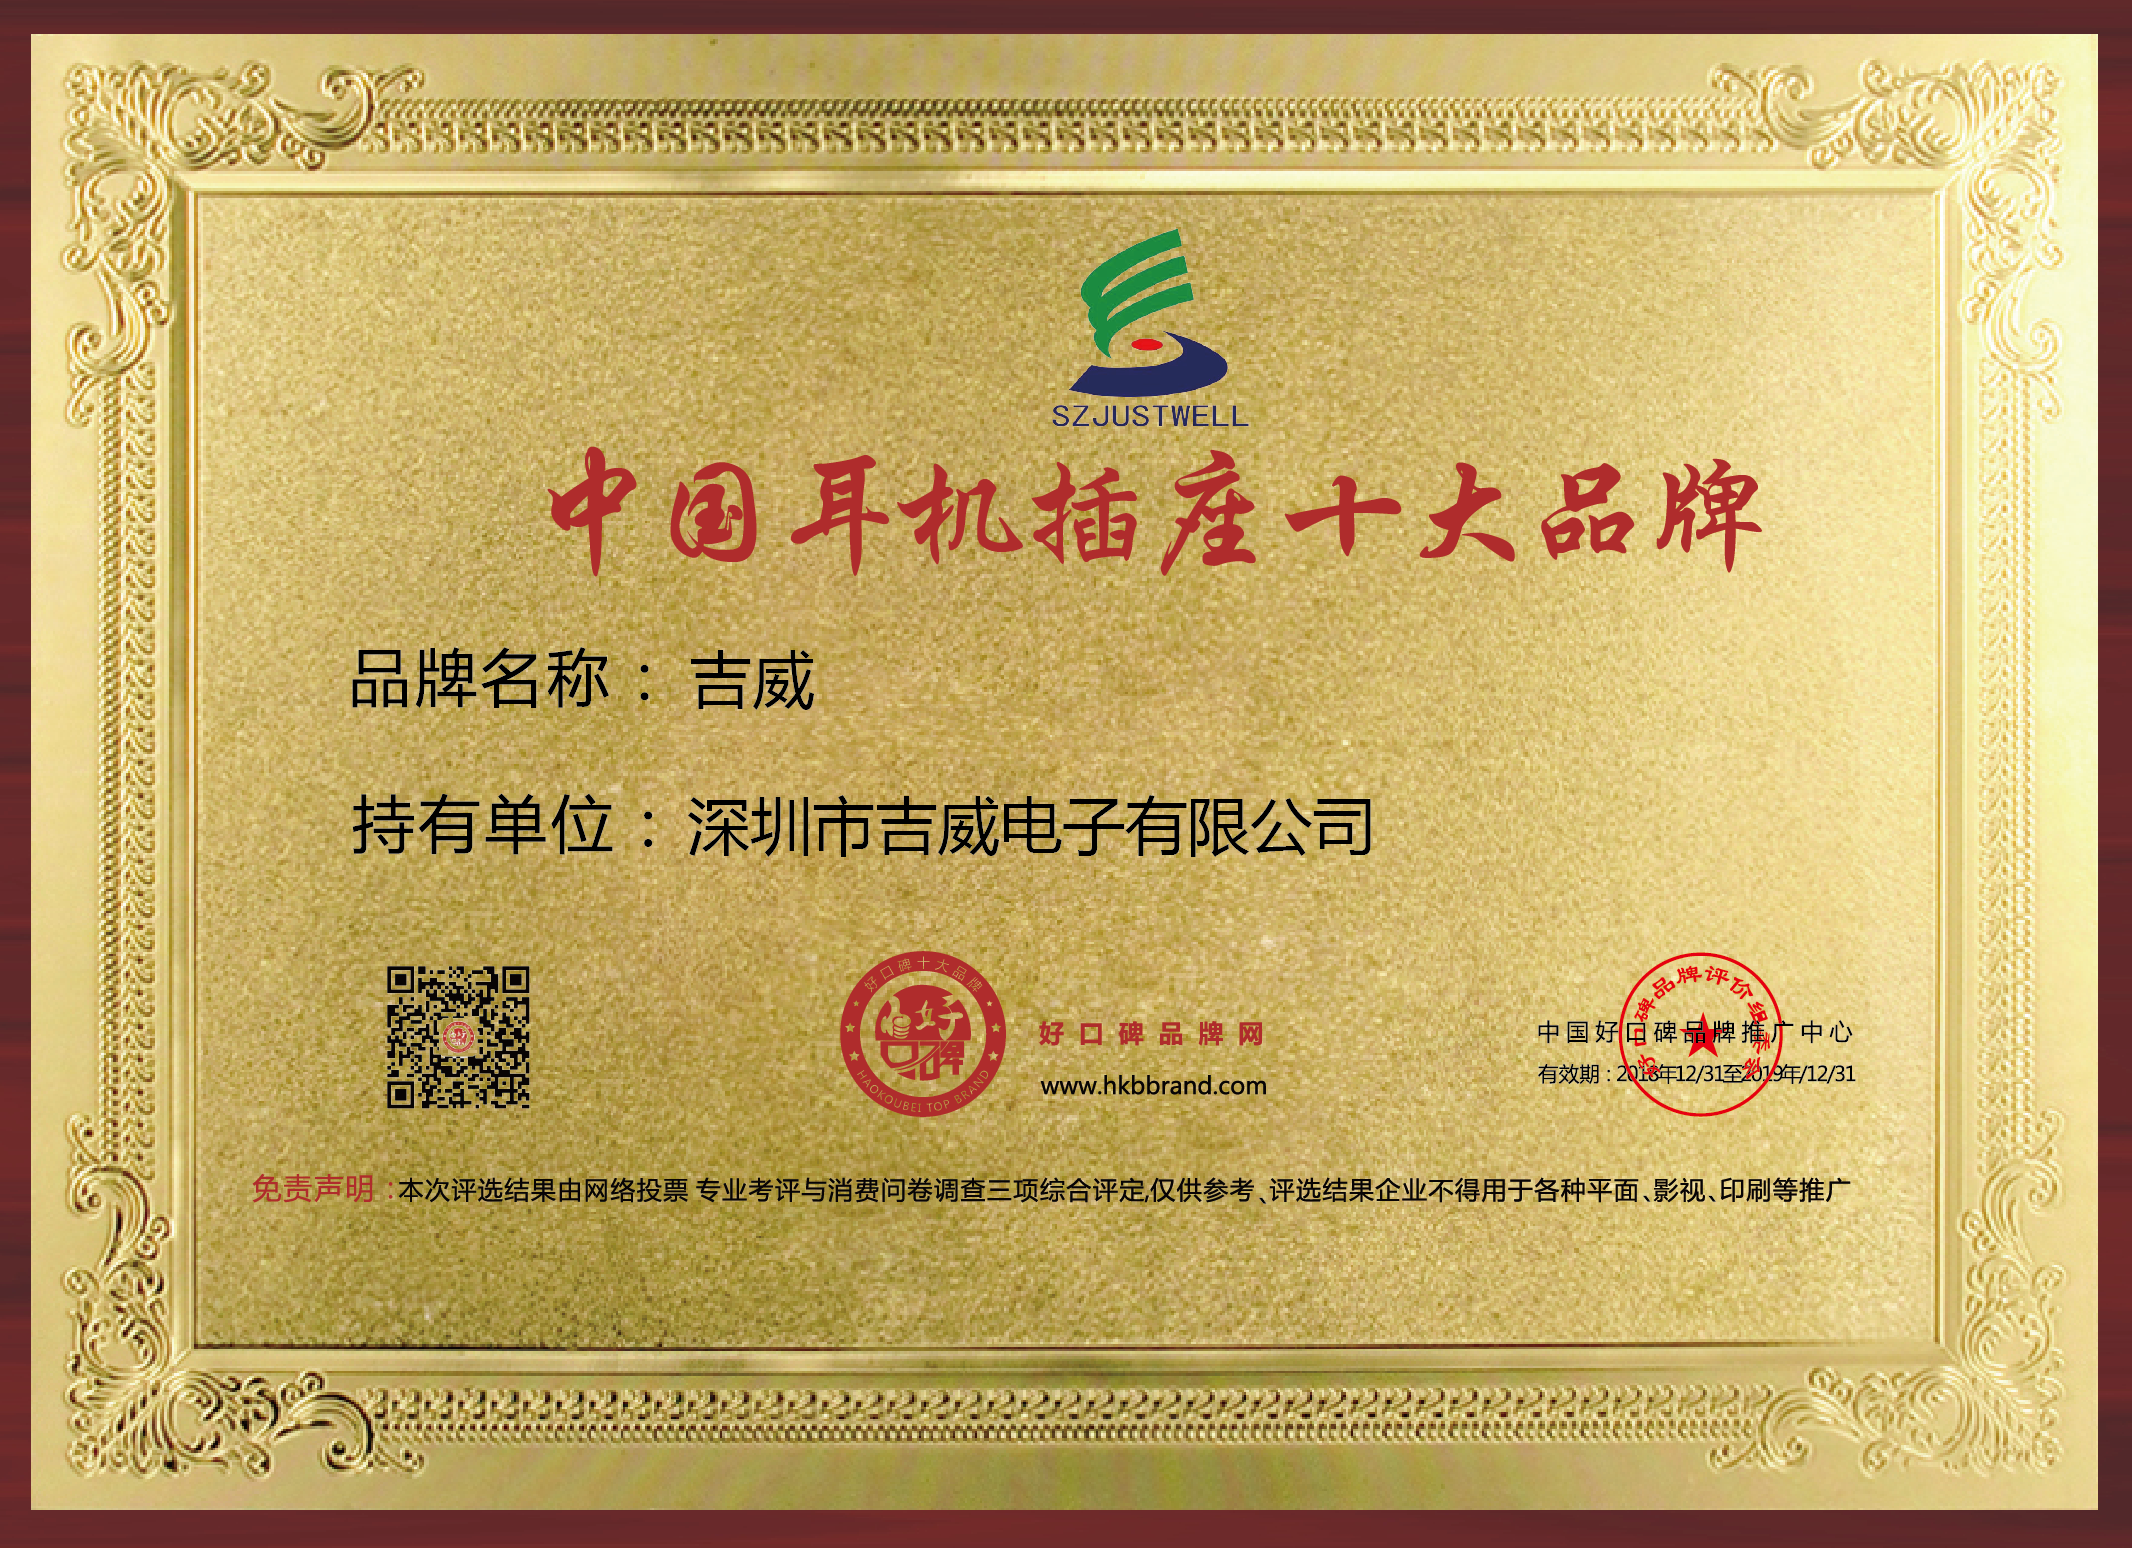 SZJUSTWELL
中国耳机插座十大品牌
品牌名称：吉威
持有单位：深圳市吉威电子有限公司
好口碑十大品牌
好口碑
HAOKOUBEI TOP BRAND
好口碑品牌网
www.hkbbrand.com
好口碑品牌评价组委会
中国好口碑品牌推广中心
有效期：2018年12/31至2019年/12/31
免责声明：本次评选结果由网络投票 专业考评与消费问卷调查三项综合评定,仅供参考、评选结果企业不得用于各种平面、影视、印刷等推广